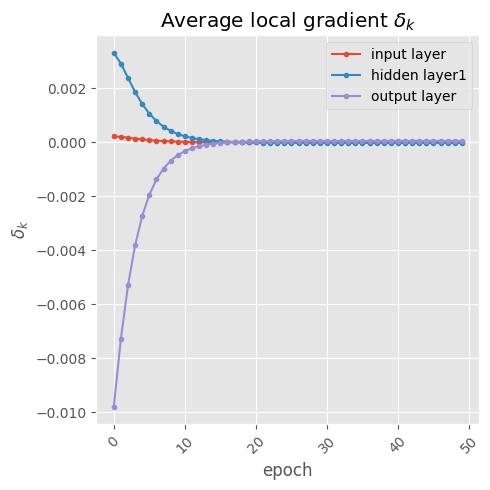 Average local gradient δₖ
input layer
hidden layer1
output layer
0.002
0.000
−0.002
−0.004
−0.006
−0.008
−0.010
δₖ
0
10
20
30
40
50
epoch